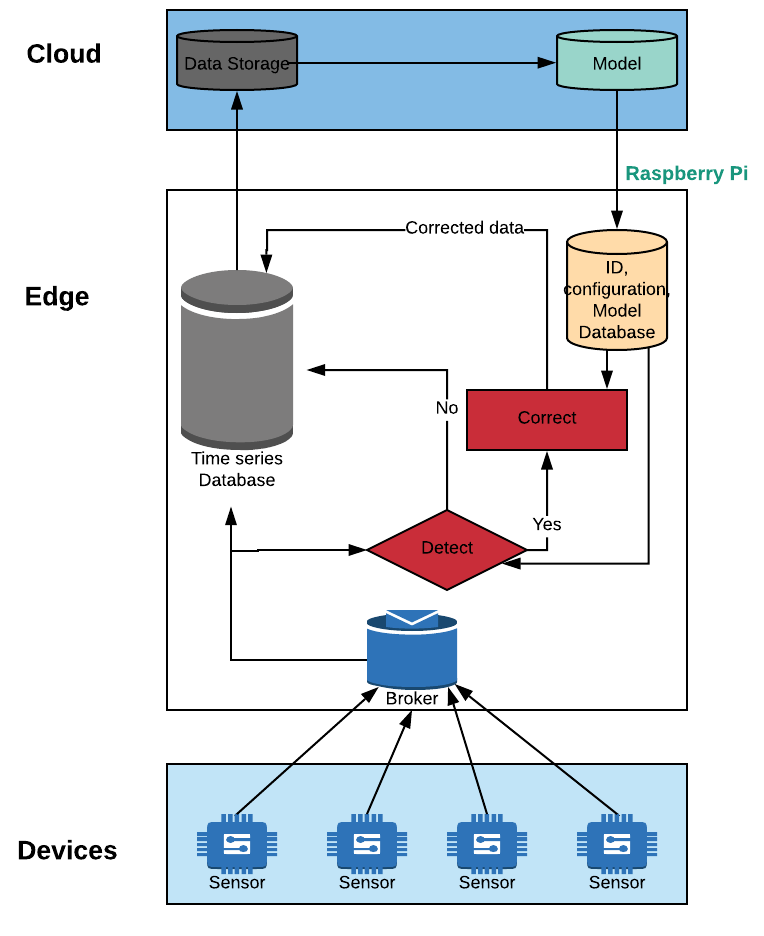 Cloud
Data Storage
Model
Raspberry Pi
Edge
Corrected data
ID,
configuration,
Model
Database
No
Correct
Time series
Database
Yes
Detect
Broker
Devices
Sensor
Sensor
Sensor
Sensor